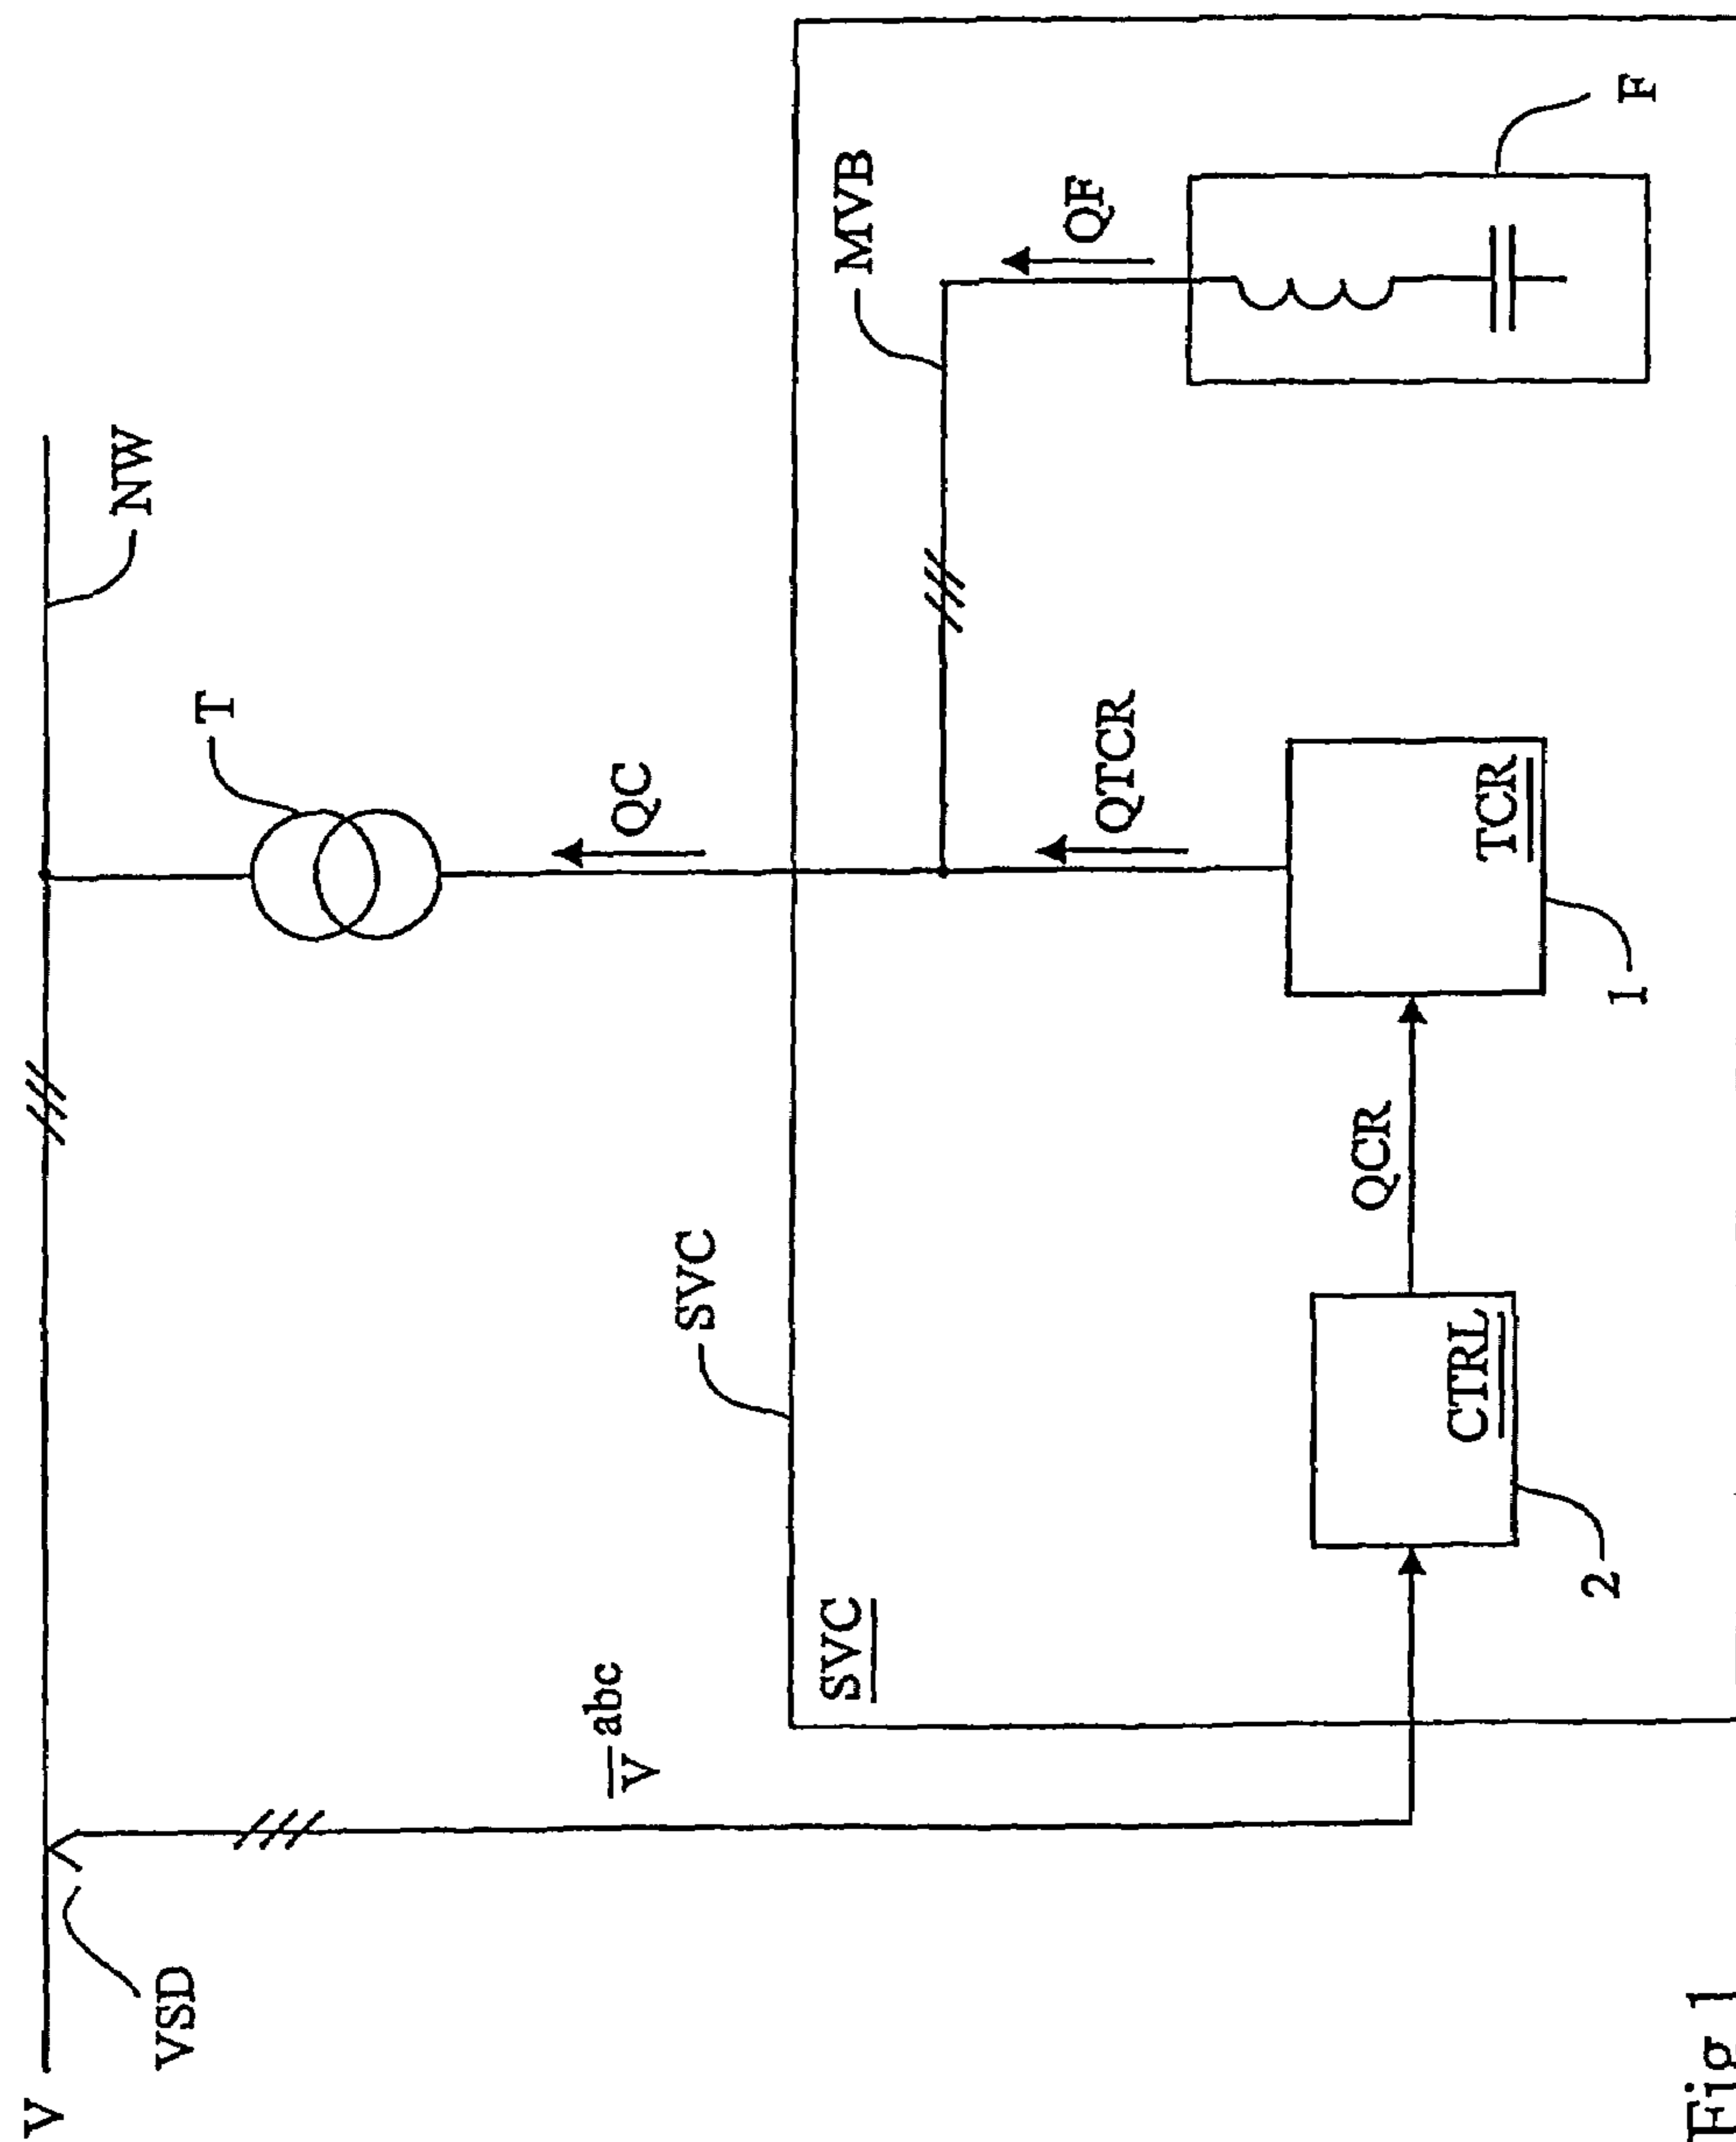 V
NW
VSD
T
V̅ abc
SVC
QC
SVC
MVB
QTCR
QF
QCR
CTRL
TCR
2
1
F
Fig 1